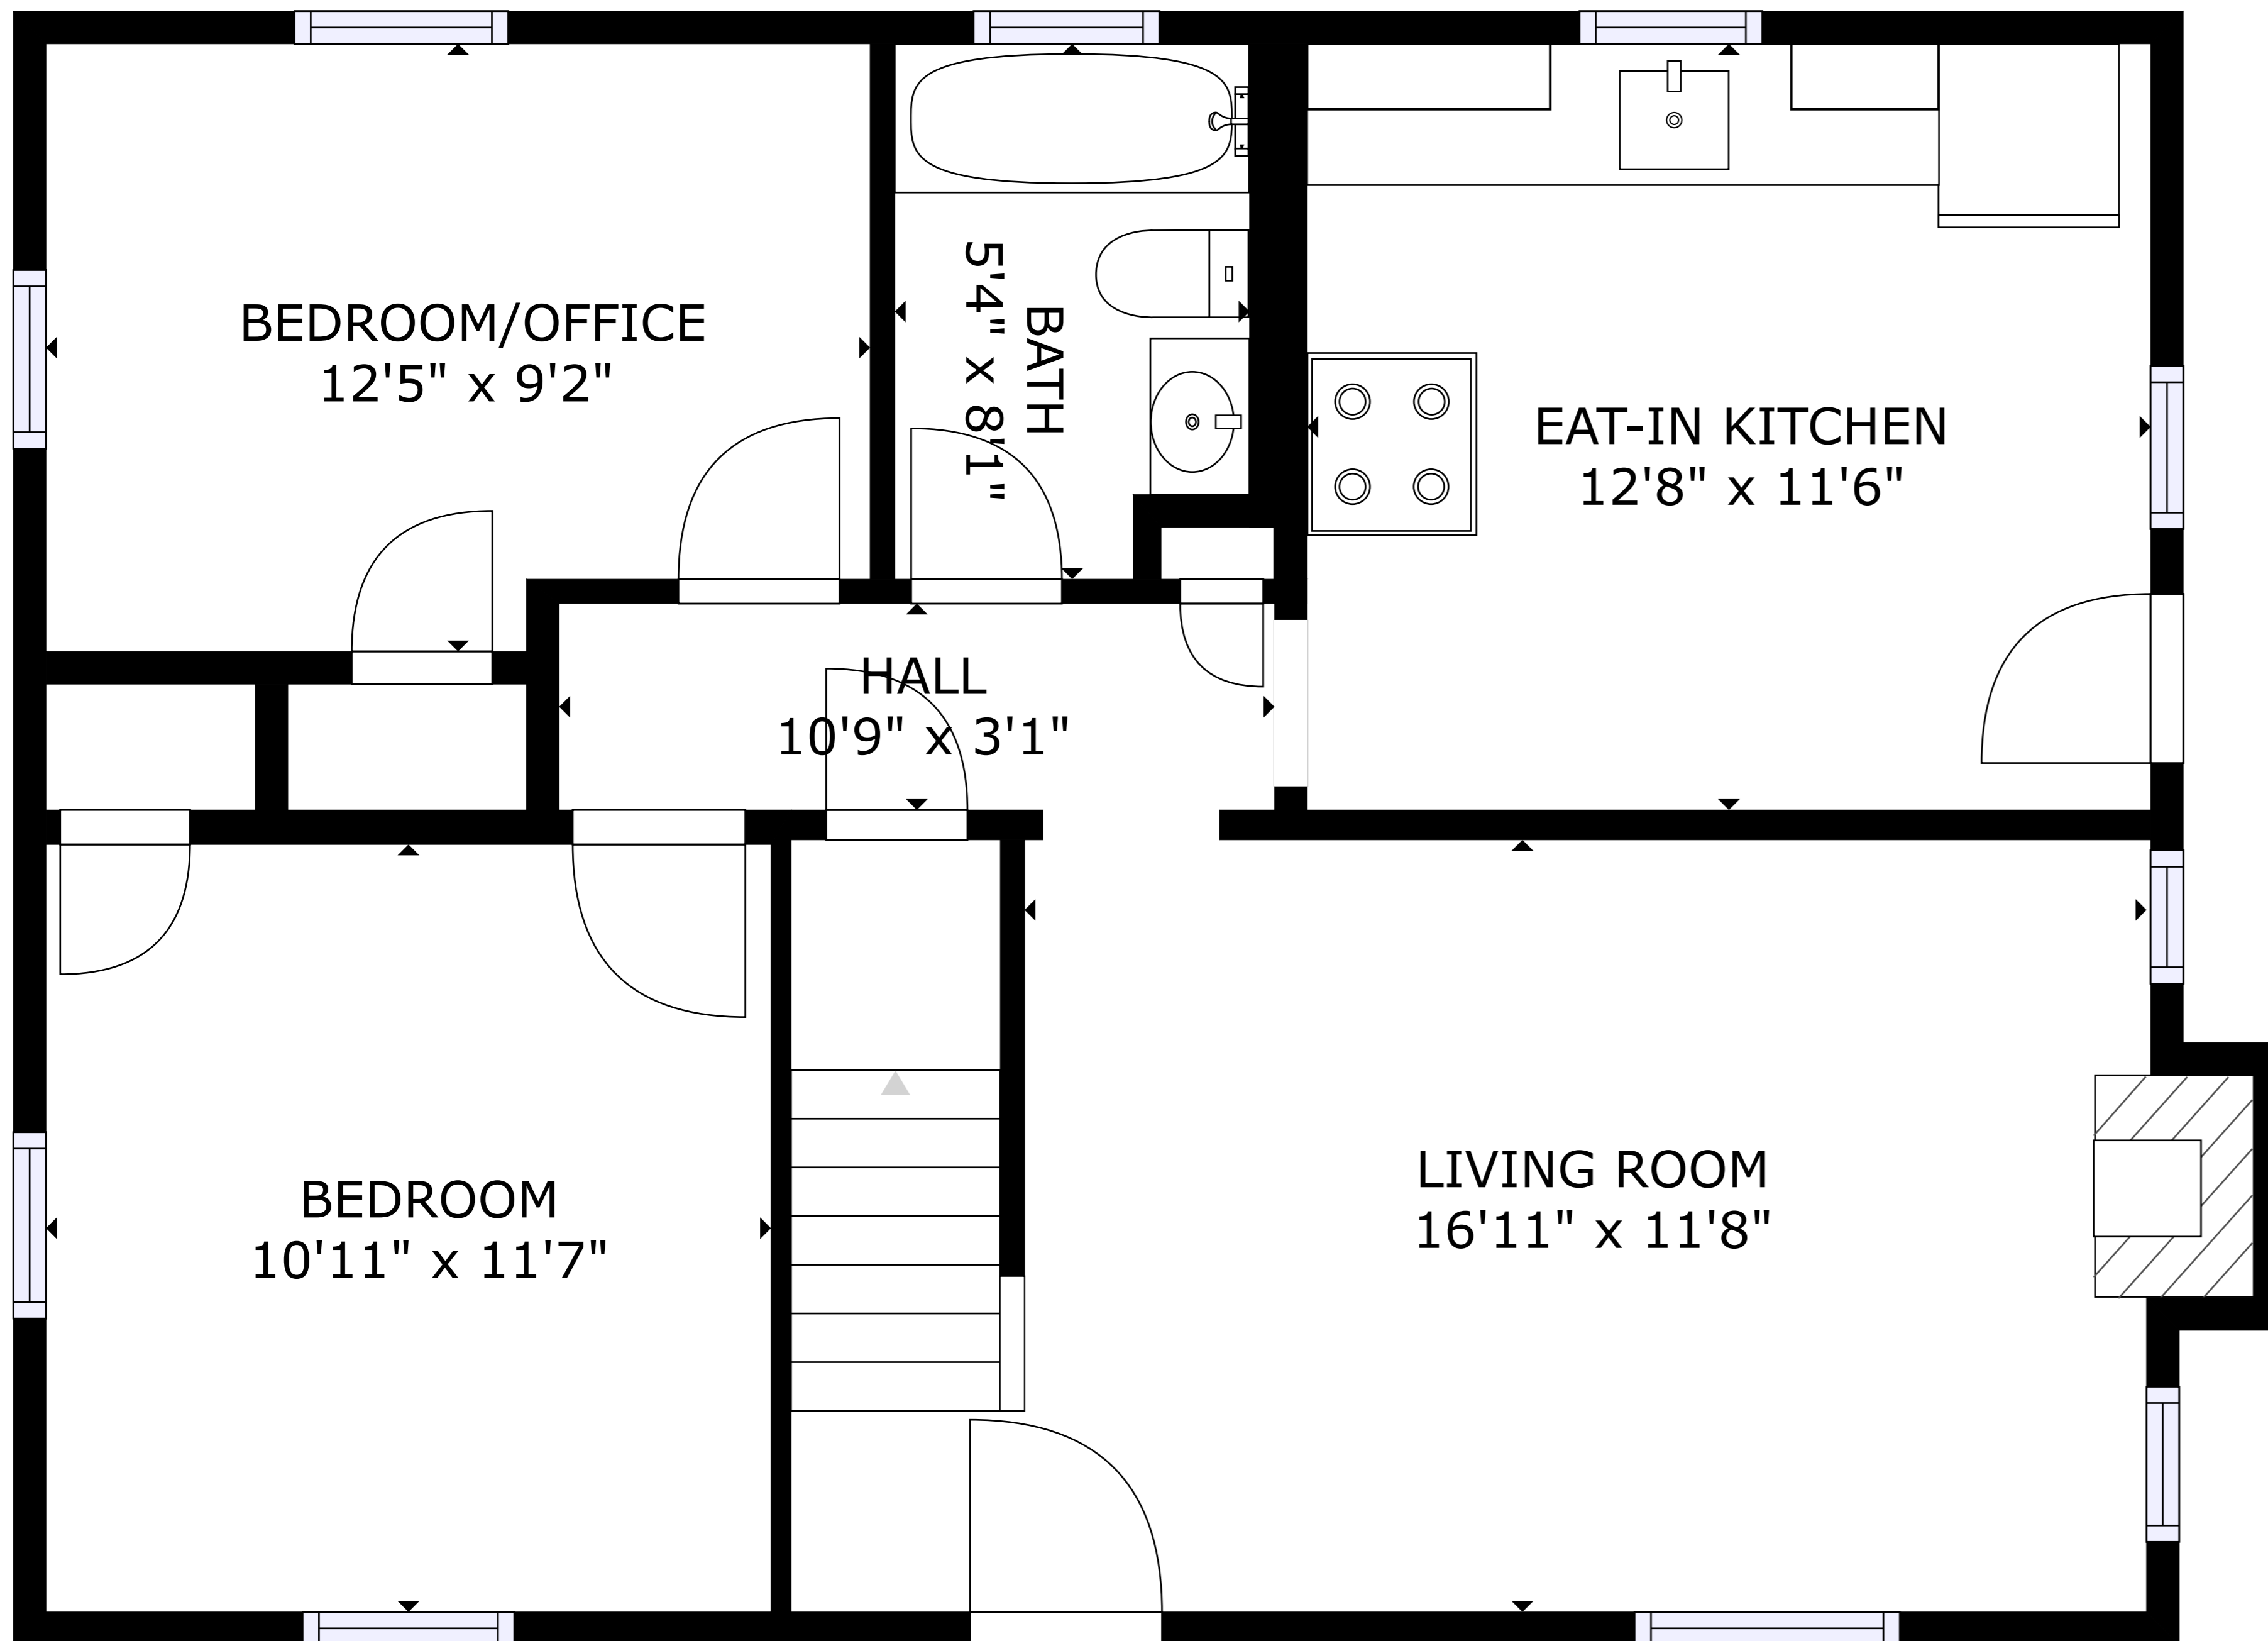 BEDROOM/OFFICE
12'5" x 9'2"
BATH
5'4" x 8'1"
EAT-IN KITCHEN
12'8" x 11'6"
HALL
10'9" x 3'1"
BEDROOM
10'11" x 11'7"
LIVING ROOM
16'11" x 11'8"